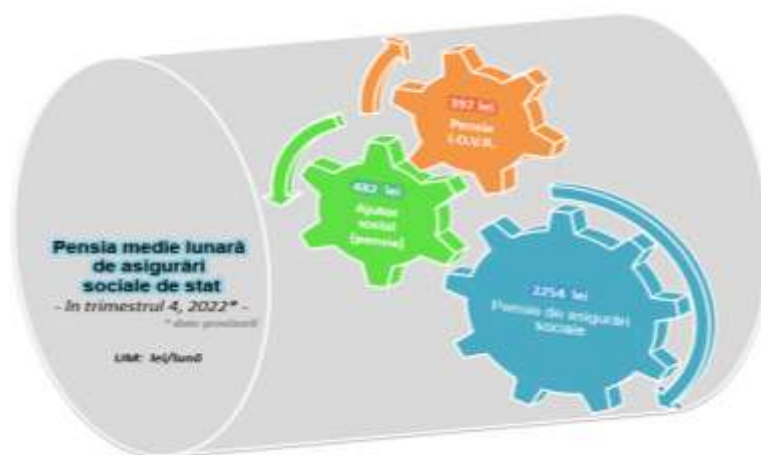 Pensia medie lunară
de asigurări
sociale de stat
- în trimestrul 4, 2022* -
* date provizorii
UM: lei/lună
597 lei
Pensie
I.O.V.R.
482 lei
Ajutor
social
(pensie)
2254 lei
Pensie de asigurări
sociale